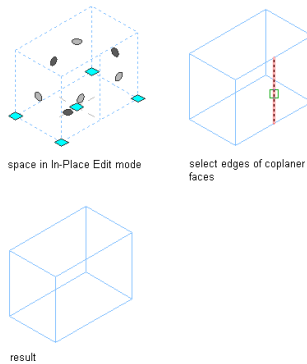 space in In-Place Edit mode
select edges of coplaner
faces
result